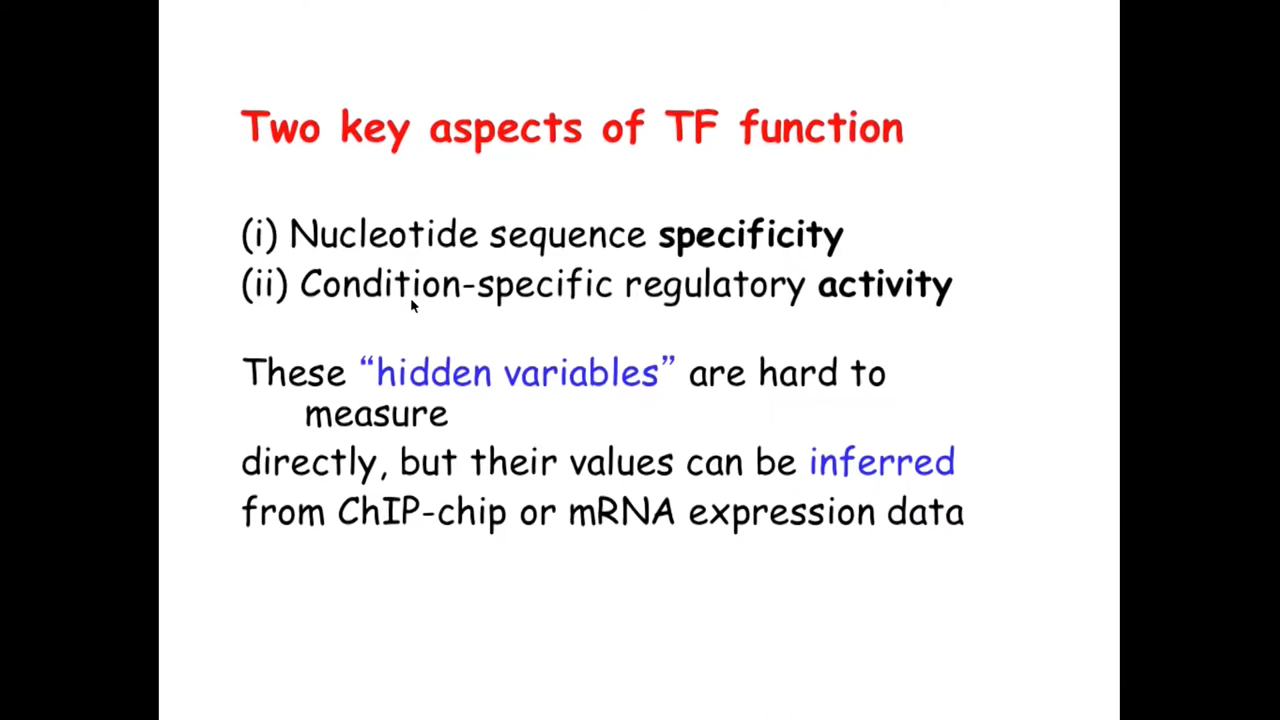 Two key aspects of TF function
(i) Nucleotide sequence specificity
(ii) Condition-specific regulatory activity
These “hidden variables” are hard to
measure
directly, but their values can be inferred
from ChIP-chip or mRNA expression data